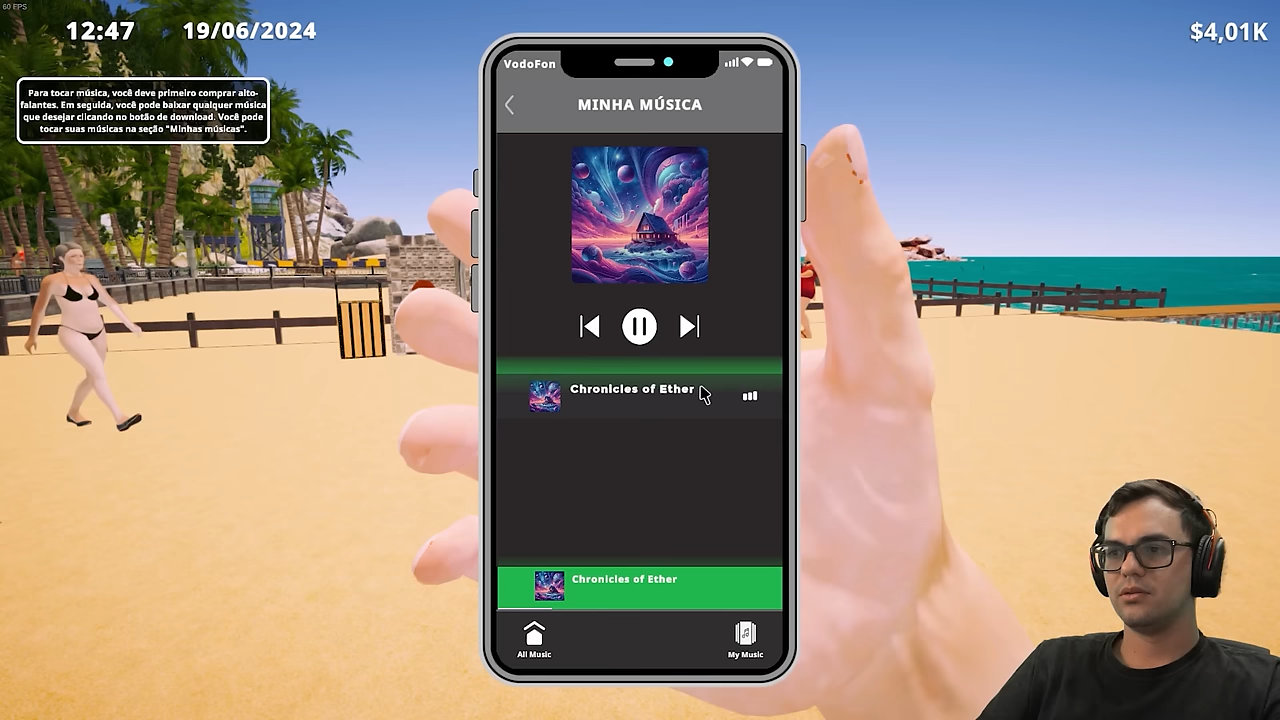 60 FPS
12:47 19/06/2024
$4,01K
Para tocar música, você deve primeiro comprar alto-
falantes. Em seguida, você pode baixar qualquer música
que desejar clicando no botão de download. Você pode
tocar suas músicas na seção "Minhas músicas".
VodoFon
MINHA MÚSICA
Chronicles of Ether
Chronicles of Ether
All Music
My Music